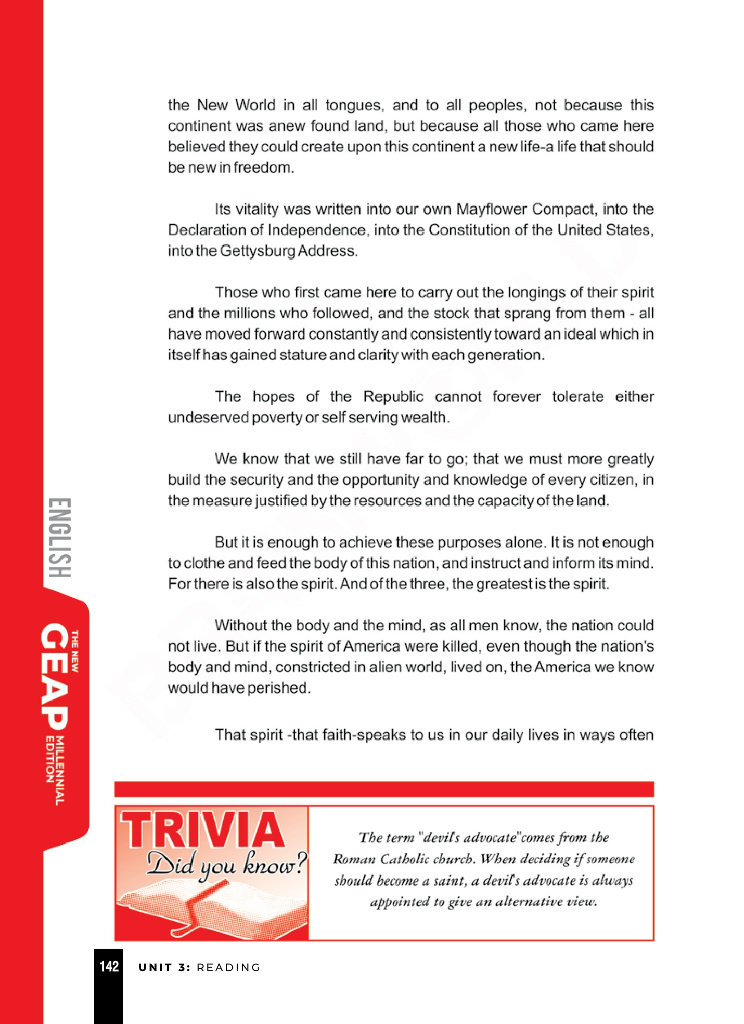 the New World in all tongues, and to all peoples, not because this
continent was anew found land, but because all those who came here
believed they could create upon this continent a new life-a life that should
be new in freedom.
Its vitality was written into our own Mayflower Compact, into the
Declaration of Independence, into the Constitution of the United States,
into the Gettysburg Address.
Those who first came here to carry out the longings of their spirit
and the millions who followed, and the stock that sprang from them - all
have moved forward constantly and consistently toward an ideal which in
itself has gained stature and clarity with each generation.
The hopes of the Republic cannot forever tolerate either
undeserved poverty or self serving wealth.
We know that we still have far to go; that we must more greatly
build the security and the opportunity and knowledge of every citizen, in
the measure justified by the resources and the capacity of the land.
But it is enough to achieve these purposes alone. It is not enough
to clothe and feed the body of this nation, and instruct and inform its mind.
For there is also the spirit. And of the three, the greatest is the spirit.
Without the body and the mind, as all men know, the nation could
not live. But if the spirit of America were killed, even though the nation's
body and mind, constricted in alien world, lived on, the America we know
would have perished.
That spirit -that faith-speaks to us in our daily lives in ways often
ENGLISH
THE NEW
GEAP
MILLENNIAL
EDITION
TRIVIA
Did you know?
The term "devil's advocate"comes from the
Roman Catholic church. When deciding if someone
should become a saint, a devil's advocate is always
appointed to give an alternative view.
142 UNIT 3: READING